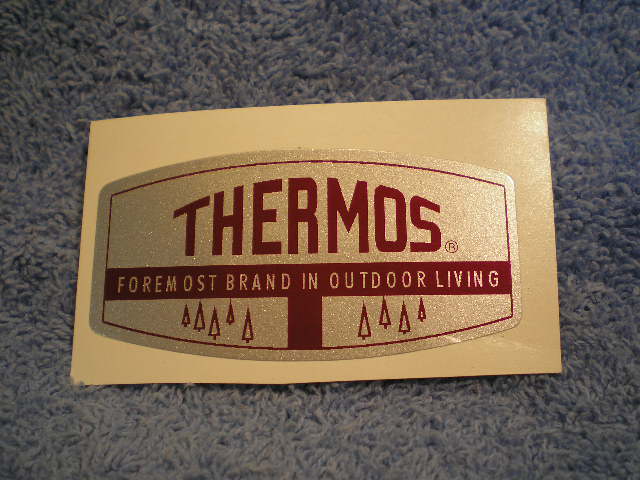 THERMOS®
FOREMOST BRAND IN OUTDOOR LIVING